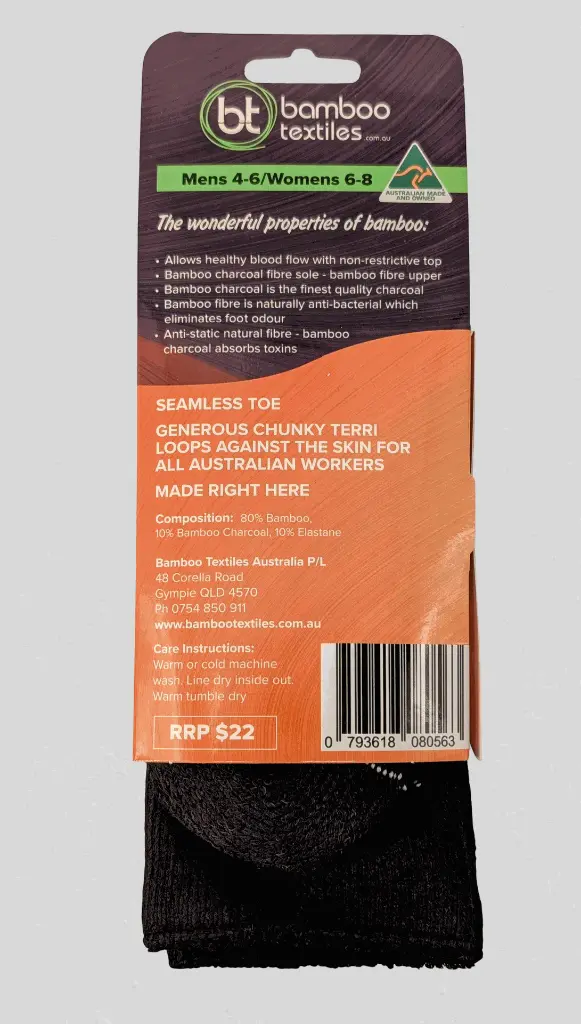 bt bamboo
textiles.com.au
Mens 4-6/Womens 6-8
AUSTRALIAN MADE
AND OWNED
The wonderful properties of bamboo:
• Allows healthy blood flow with non-restrictive top
• Bamboo charcoal fibre sole - bamboo fibre upper
• Bamboo charcoal is the finest quality charcoal
• Bamboo fibre is naturally anti-bacterial which
eliminates foot odour
• Anti-static natural fibre - bamboo
charcoal absorbs toxins
SEAMLESS TOE
GENEROUS CHUNKY TERRI
LOOPS AGAINST THE SKIN FOR
ALL AUSTRALIAN WORKERS
MADE RIGHT HERE
Composition: 80% Bamboo,
10% Bamboo Charcoal, 10% Elastane
Bamboo Textiles Australia P/L
48 Corella Road
Gympie QLD 4570
Ph 0754 850 911
www.bambootextiles.com.au
Care Instructions:
Warm or cold machine
wash. Line dry inside out.
Warm tumble dry
RRP $22
0 793618 080563